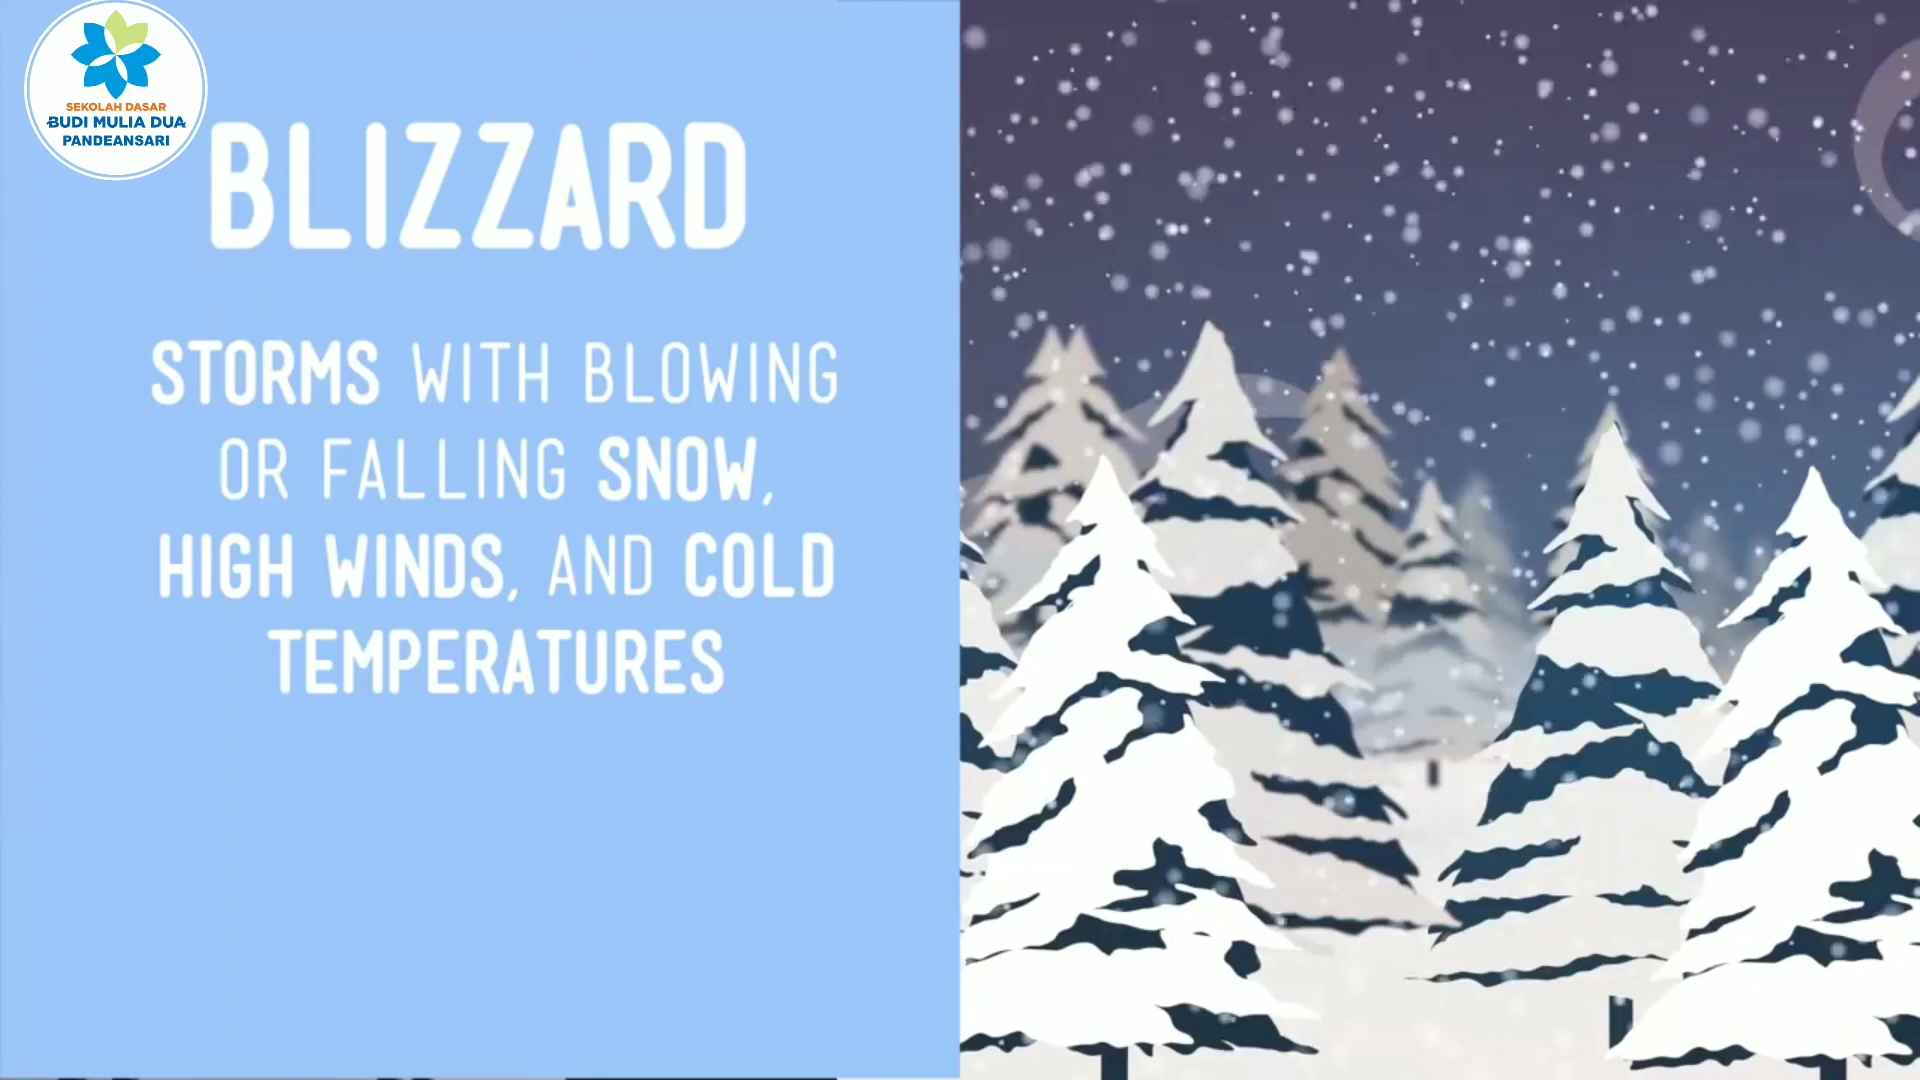 SEKOLAH DASAR
BUDI MULIA DUA
PANDEANSARI
BLIZZARD
STORMS WITH BLOWING
OR FALLING SNOW,
HIGH WINDS, AND COLD
TEMPERATURES